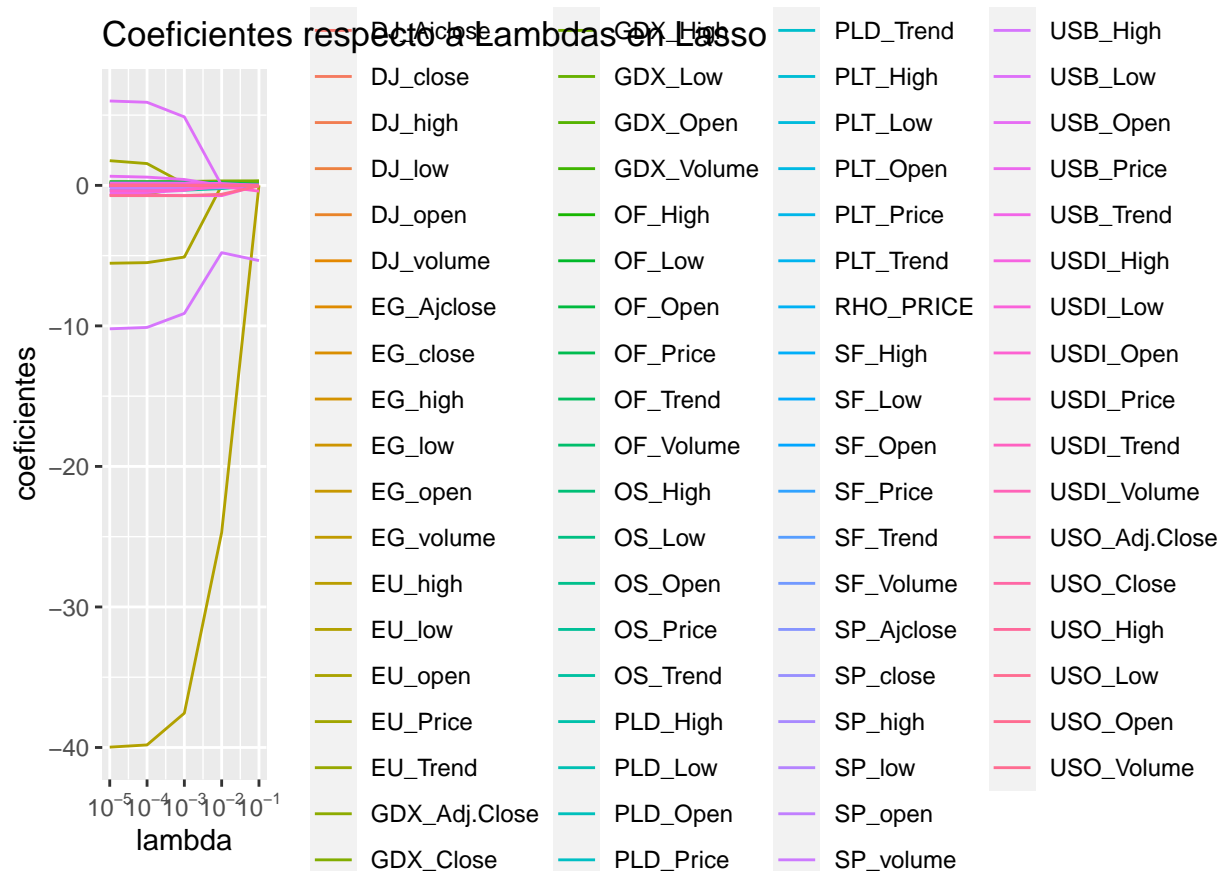 Coeficientes respecto a Lambdas en Lasso
coeficientes
0
−10
−20
−30
−40
10⁻⁵ 10⁻⁴ 10⁻³ 10⁻² 10⁻¹
lambda
DJ_Ajclose
DJ_close
DJ_high
DJ_low
DJ_open
DJ_volume
EG_Ajclose
EG_close
EG_high
EG_low
EG_open
EG_volume
EU_high
EU_low
EU_open
EU_Price
EU_Trend
GDX_Adj.Close
GDX_Close
GDX_High
GDX_Low
GDX_Open
GDX_Volume
OF_High
OF_Low
OF_Open
OF_Price
OF_Trend
OF_Volume
OS_High
OS_Low
OS_Open
OS_Price
OS_Trend
PLD_High
PLD_Low
PLD_Open
PLD_Price
PLD_Trend
PLT_High
PLT_Low
PLT_Open
PLT_Price
PLT_Trend
RHO_PRICE
SF_High
SF_Low
SF_Open
SF_Price
SF_Trend
SF_Volume
SP_Ajclose
SP_close
SP_high
SP_low
SP_open
SP_volume
USB_High
USB_Low
USB_Open
USB_Price
USB_Trend
USDI_High
USDI_Low
USDI_Open
USDI_Price
USDI_Trend
USDI_Volume
USO_Adj.Close
USO_Close
USO_High
USO_Low
USO_Open
USO_Volume